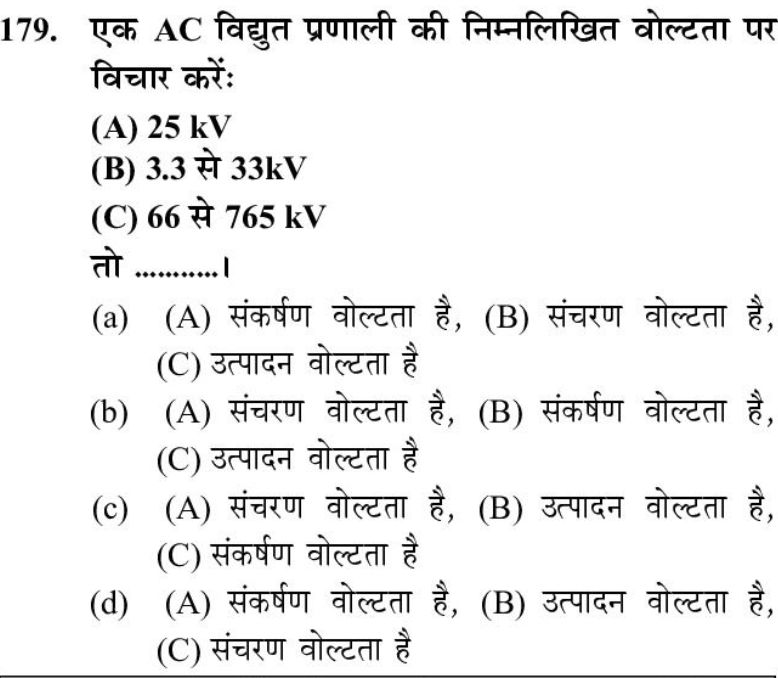 179. एक AC विद्युत प्रणाली की निम्नलिखित वोल्टता पर
विचार करेंः
(A) 25 kV
(B) 3.3 से 33kV
(C) 66 से 765 kV
तो ............।
(a) (A) संकर्षण वोल्टता है, (B) संचरण वोल्टता है,
(C) उत्पादन वोल्टता है
(b) (A) संचरण वोल्टता है, (B) संकर्षण वोल्टता है,
(C) उत्पादन वोल्टता है
(c) (A) संचरण वोल्टता है, (B) उत्पादन वोल्टता है,
(C) संकर्षण वोल्टता है
(d) (A) संकर्षण वोल्टता है, (B) उत्पादन वोल्टता है,
(C) संचरण वोल्टता है